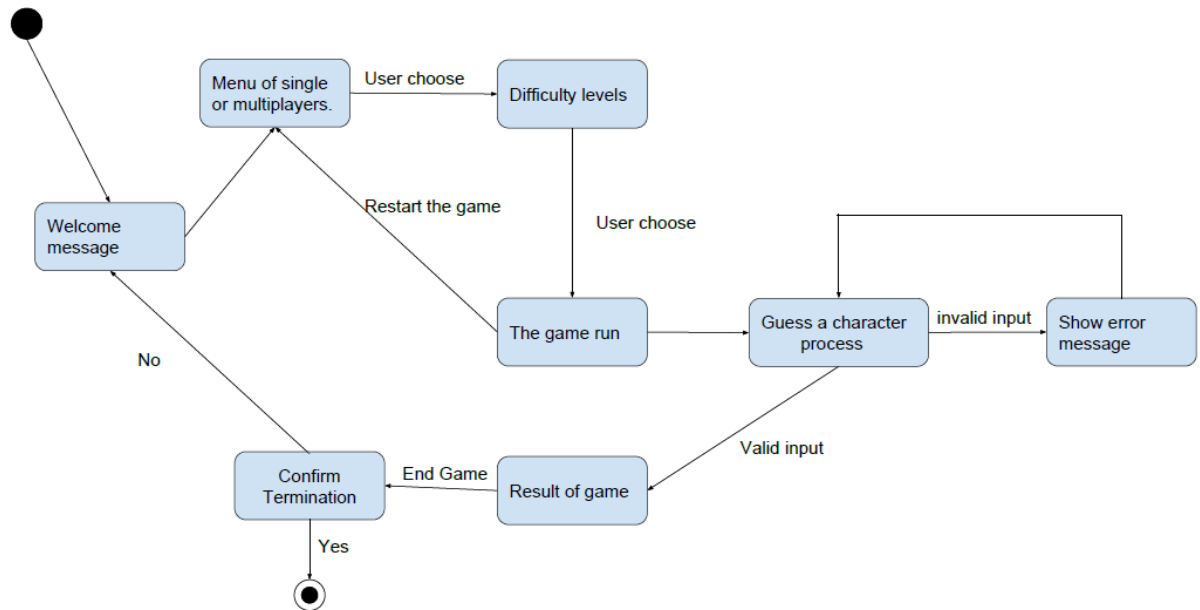 Menu of single
or multiplayers.
User choose
Difficulty levels
Welcome
message
Restart the game
User choose
The game run
Guess a character
process
invalid input
Show error
message
No
Valid input
Confirm
Termination
End Game
Result of game
Yes